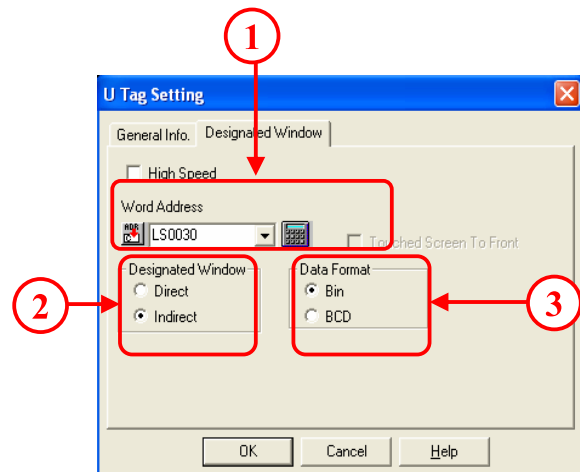 1
U Tag Setting
General Info. Designated Window
High Speed
Word Address
ADR
LS0030
Touched Screen To Front
Designated Window Data Format
2 Direct Bin 3
Indirect BCD
OK Cancel Help